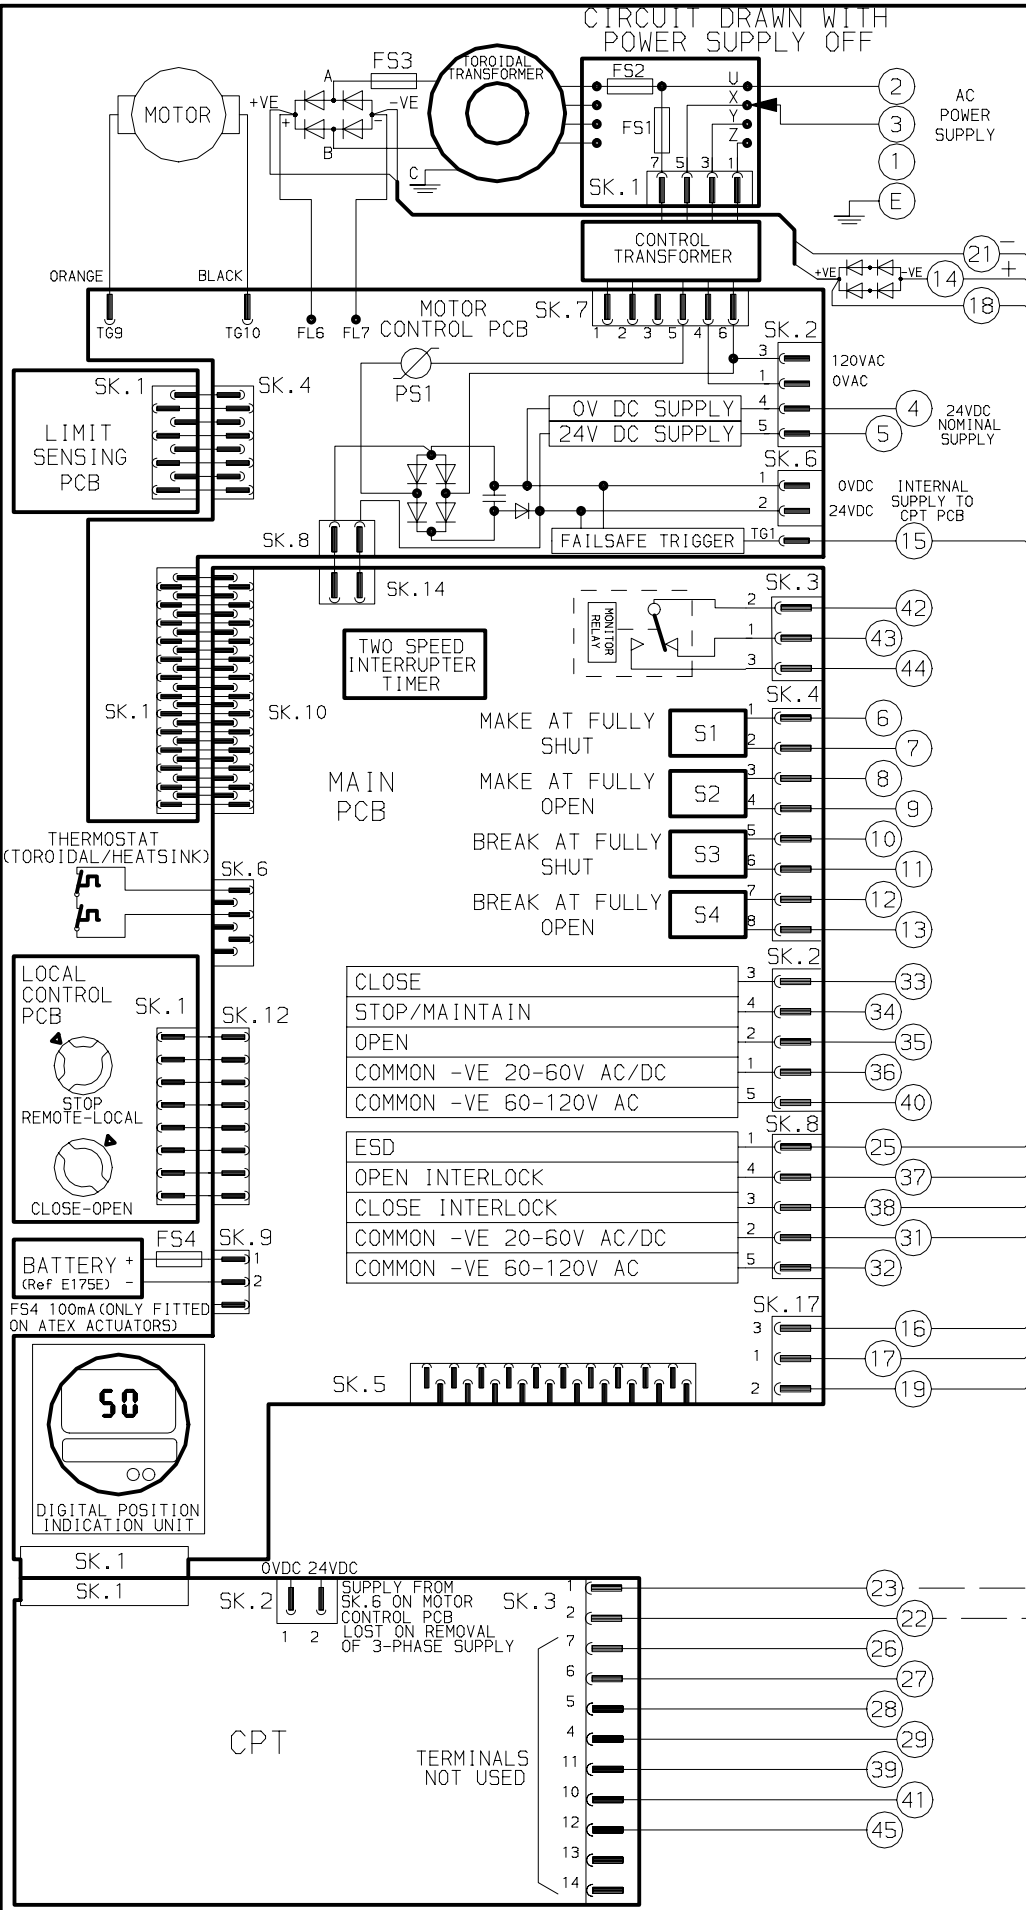 CIRCUIT DRAWN WITH
POWER SUPPLY OFF
MOTOR
ORANGE
BLACK
TG9
TG10
+VE
-VE
+
-
A
B
C
FS3
FL6
FL7
TOROIDAL
TRANSFORMER
FS2
FS1
U
X
Y
Z
7 5 3 1
SK.1
2
3
1
E
AC
POWER
SUPPLY
CONTROL
TRANSFORMER
21 -
14 +
18
+VE
-VE
MOTOR
CONTROL PCB
SK.7
1 2 3 5 4 6
PS1
SK.2
3 120VAC
1 0VAC
0V DC SUPPLY 4
24V DC SUPPLY 5
4
5
24VDC
NOMINAL
SUPPLY
SK.6
1 0VDC
2 24VDC
INTERNAL
SUPPLY TO
CPT PCB
FAILSAFE TRIGGER TG1 15
SK.1
SK.4
LIMIT
SENSING
PCB
SK.8
SK.14
TWO SPEED
INTERRUPTER
TIMER
MONITOR
RELAY
SK.3
2 42
1 43
3 44
SK.1
SK.10
MAIN
PCB
SK.4
MAKE AT FULLY
SHUT
S1
1 6
2 7
MAKE AT FULLY
OPEN
S2
3 8
4 9
BREAK AT FULLY
SHUT
S3
5 10
6 11
BREAK AT FULLY
OPEN
S4
7 12
8 13
THERMOSTAT
(TOROIDAL/HEATSINK)
SK.6
SK.2
CLOSE 3 33
STOP/MAINTAIN 4 34
OPEN 2 35
COMMON -VE 20-60V AC/DC 1 36
COMMON -VE 60-120V AC 5 40
LOCAL
CONTROL
PCB
SK.1
SK.12
STOP
REMOTE-LOCAL
CLOSE-OPEN
SK.8
ESD 1 25
OPEN INTERLOCK 4 37
CLOSE INTERLOCK 3 38
COMMON -VE 20-60V AC/DC 2 31
COMMON -VE 60-120V AC 5 32
FS4
SK.9
BATTERY + 1
(Ref E175E) - 2
FS4 100mA(ONLY FITTED
ON ATEX ACTUATORS)
SK.17
3 16
1 17
2 19
SK.5
50
DIGITAL POSITION
INDICATION UNIT
SK.1
SK.1
0VDC 24VDC
SK.2
1 2
SUPPLY FROM
SK.6 ON MOTOR
CONTROL PCB
LOST ON REMOVAL
OF 3-PHASE SUPPLY
SK.3
1 23
2 22
7 26
6 27
5 28
4 29
11 39
10 41
12 45
13
14
CPT
TERMINALS
NOT USED